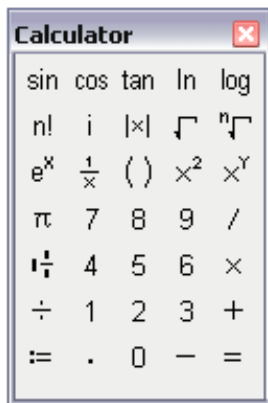 Calculator
sin cos tan ln log
n! i |×| √ ⁿ√
eˣ 1/x ( ) x² xʸ
π 7 8 9 /
4 5 6 ×
÷ 1 2 3 +
:= . 0 − =